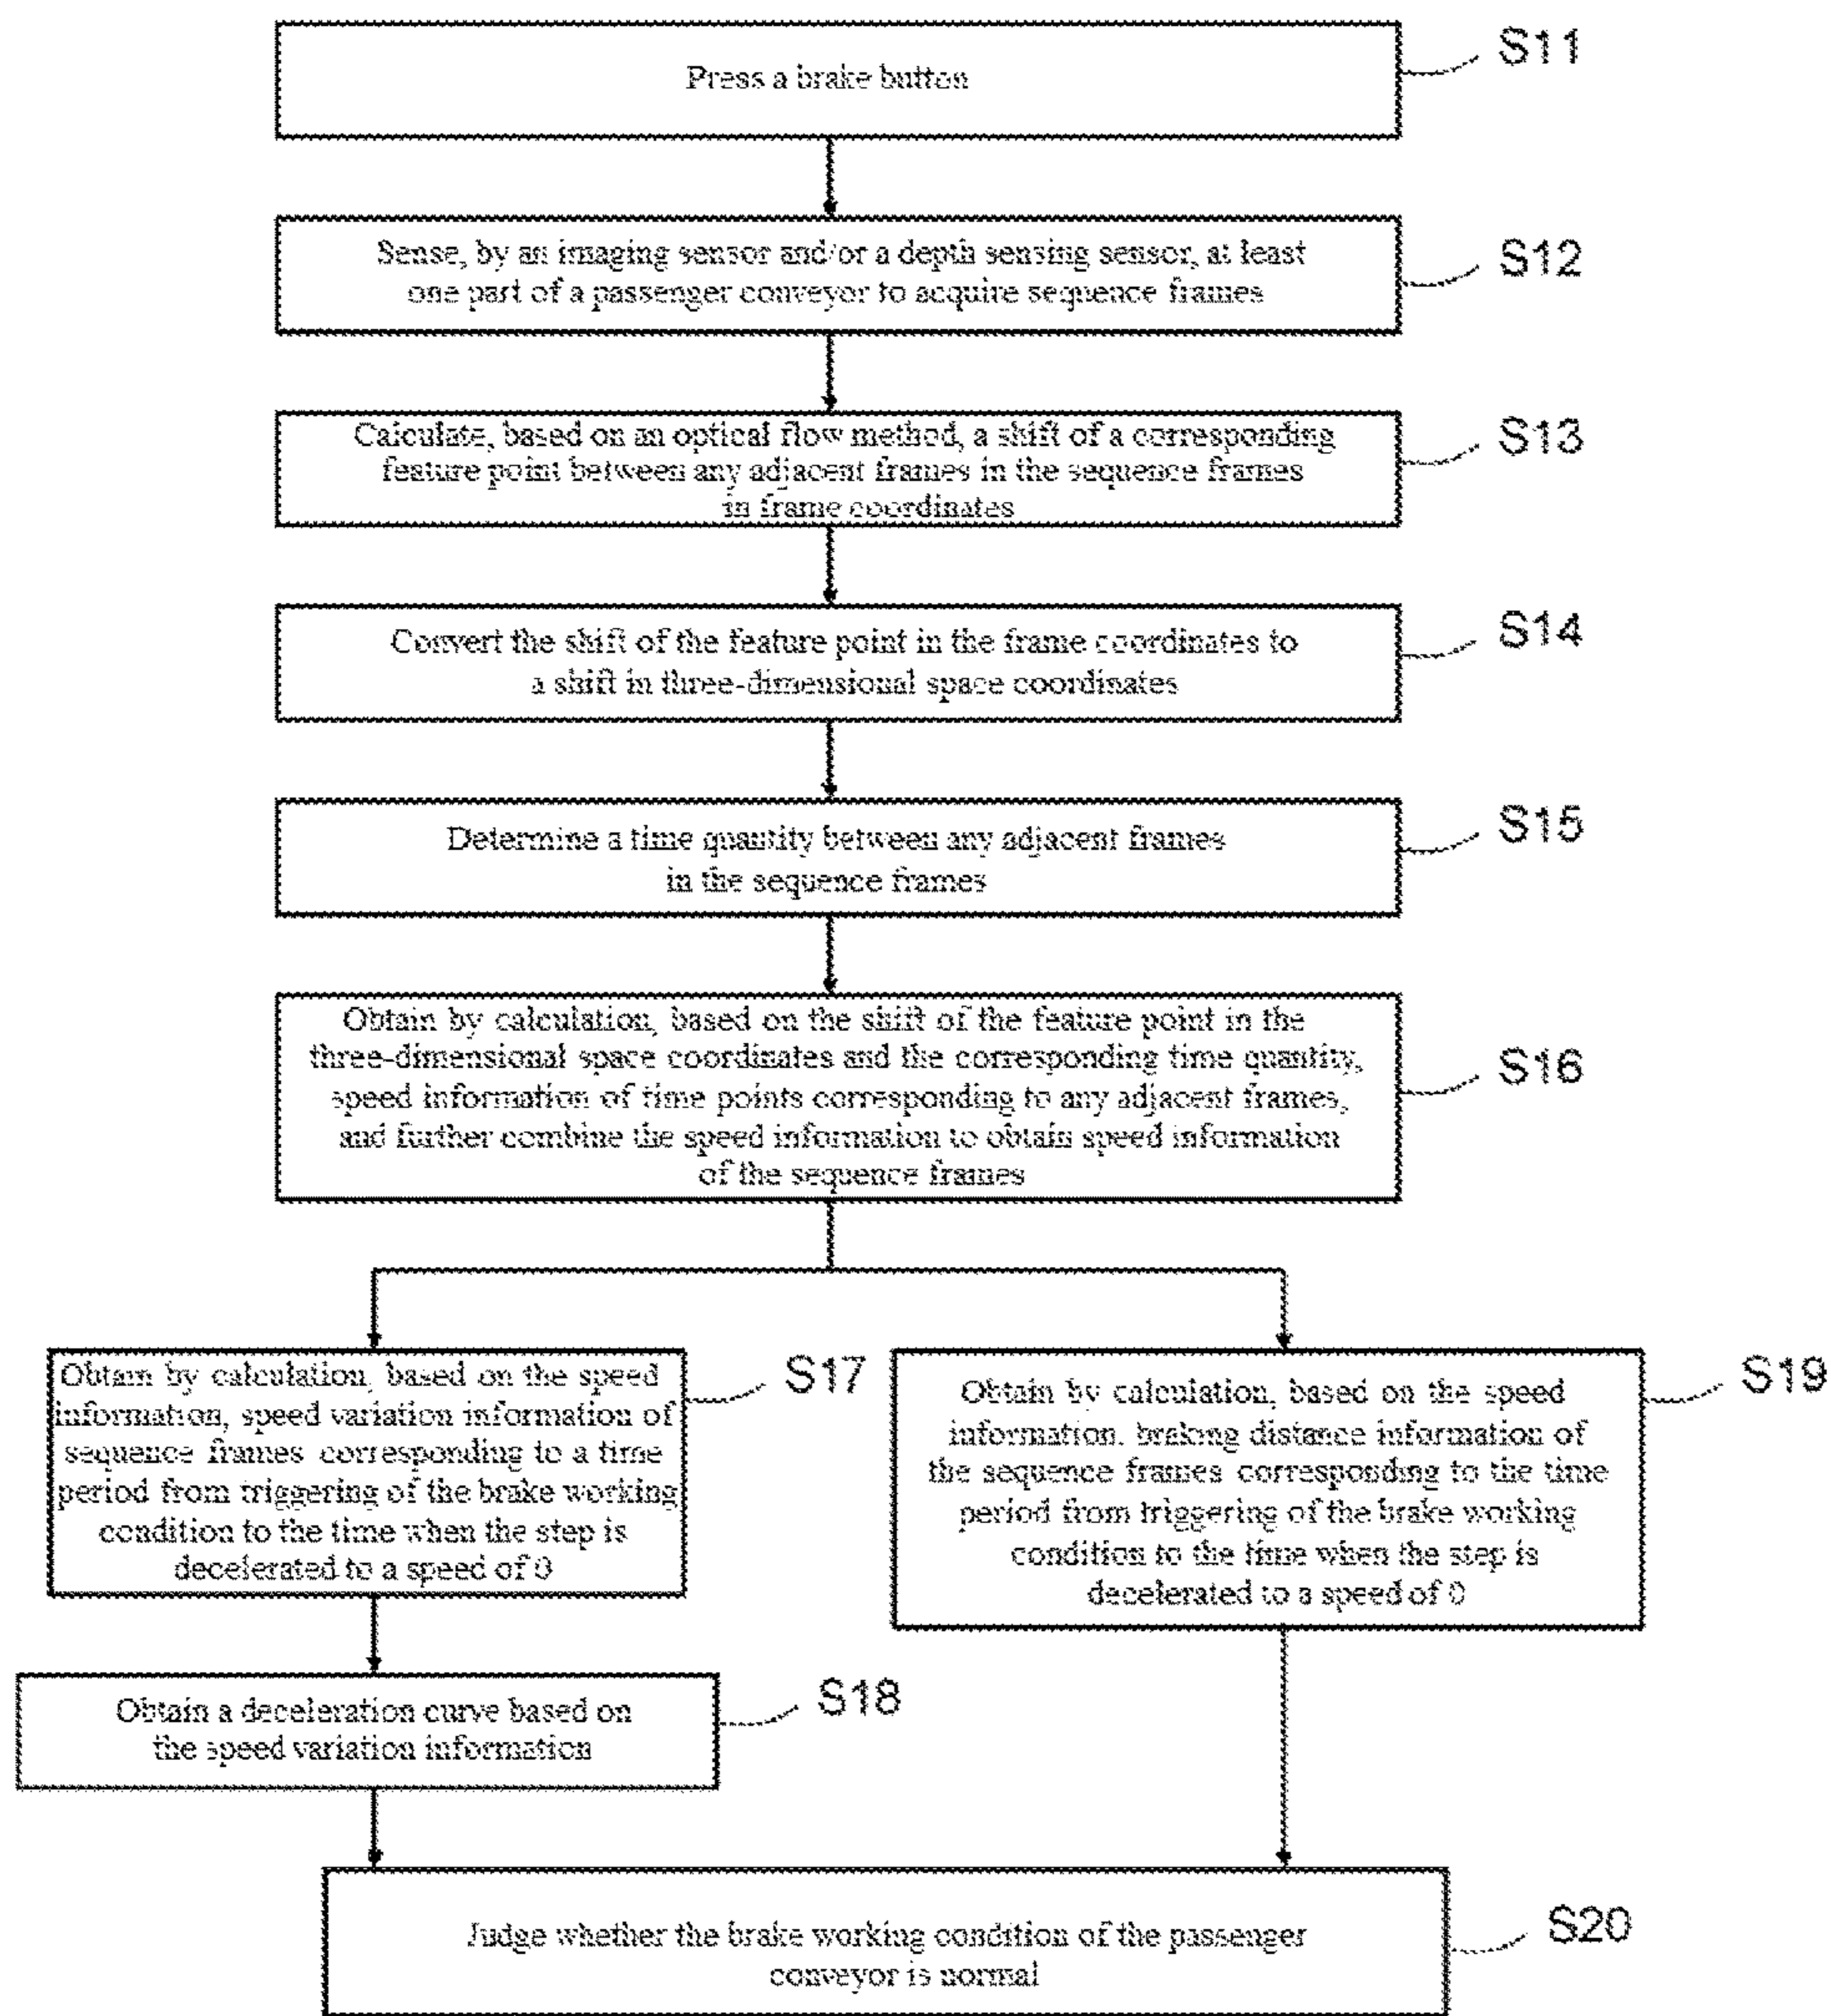 Press a brake button
S11
Sense, by an imaging sensor and/or a depth sensing sensor, at least
one part of a passenger conveyor to acquire sequence frames
S12
Calculate, based on an optical flow method, a shift of a corresponding
feature point between any adjacent frames in the sequence frames
in frame coordinates
S13
Convert the shift of the feature point in the frame coordinates to
a shift in three-dimensional space coordinates
S14
Determine a time quantity between any adjacent frames
in the sequence frames
S15
Obtain by calculation, based on the shift of the feature point in the
three-dimensional space coordinates and the corresponding time quantity,
speed information of time points corresponding to any adjacent frames,
and further combine the speed information to obtain speed information
of the sequence frames
S16
Obtain by calculation, based on the speed
information, speed variation information of
sequence frames corresponding to a time
period from triggering of the brake working
condition to the time when the step is
decelerated to a speed of 0
S17
Obtain a deceleration curve based on
the speed variation information
S18
Obtain by calculation, based on the speed
information, braking distance information of
the sequence frames corresponding to the time
period from triggering of the brake working
condition to the time when the step is
decelerated to a speed of 0
S19
Judge whether the brake working condition of the passenger
conveyor is normal
S20